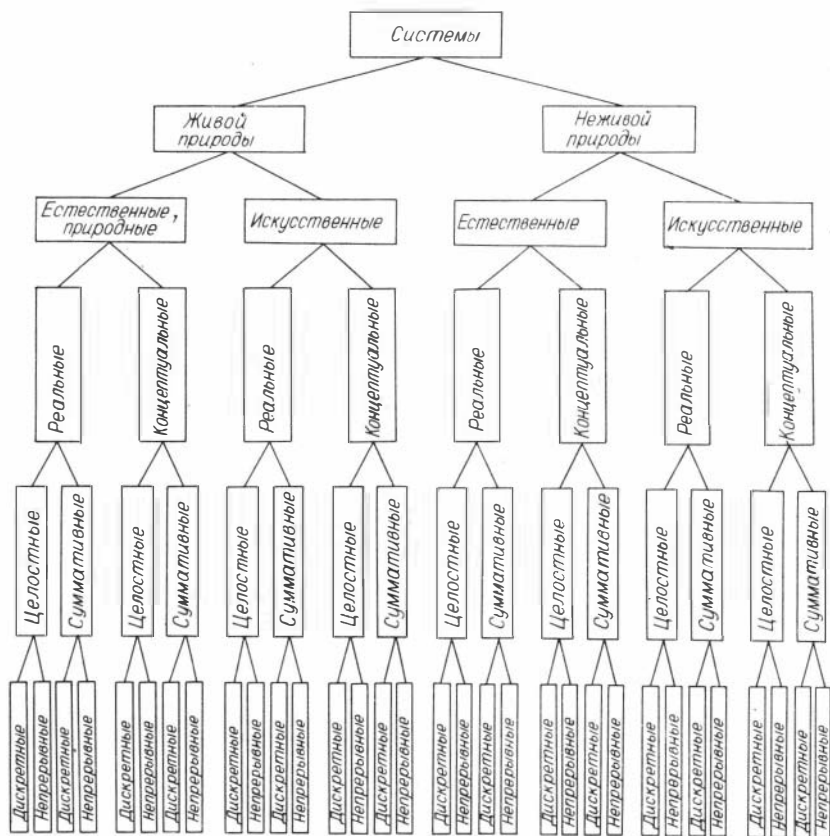 Системы
Живой
природы
Неживой
природы
Естественные,
природные
Искусственные
Естественные
Искусственные
Реальные
Концептуальные
Реальные
Концептуальные
Реальные
Концептуальные
Реальные
Концептуальные
Целостные
Суммативные
Целостные
Суммативные
Целостные
Суммативные
Целостные
Суммативные
Целостные
Суммативные
Целостные
Суммативные
Целостные
Суммативные
Целостные
Суммативные
Дискретные
Непрерывные
Дискретные
Непрерывные
Дискретные
Непрерывные
Дискретные
Непрерывные
Дискретные
Непрерывные
Дискретные
Непрерывные
Дискретные
Непрерывные
Дискретные
Непрерывные
Дискретные
Непрерывные
Дискретные
Непрерывные
Дискретные
Непрерывные
Дискретные
Непрерывные
Дискретные
Непрерывные
Дискретные
Непрерывные
Дискретные
Непрерывные
Дискретные
Непрерывные